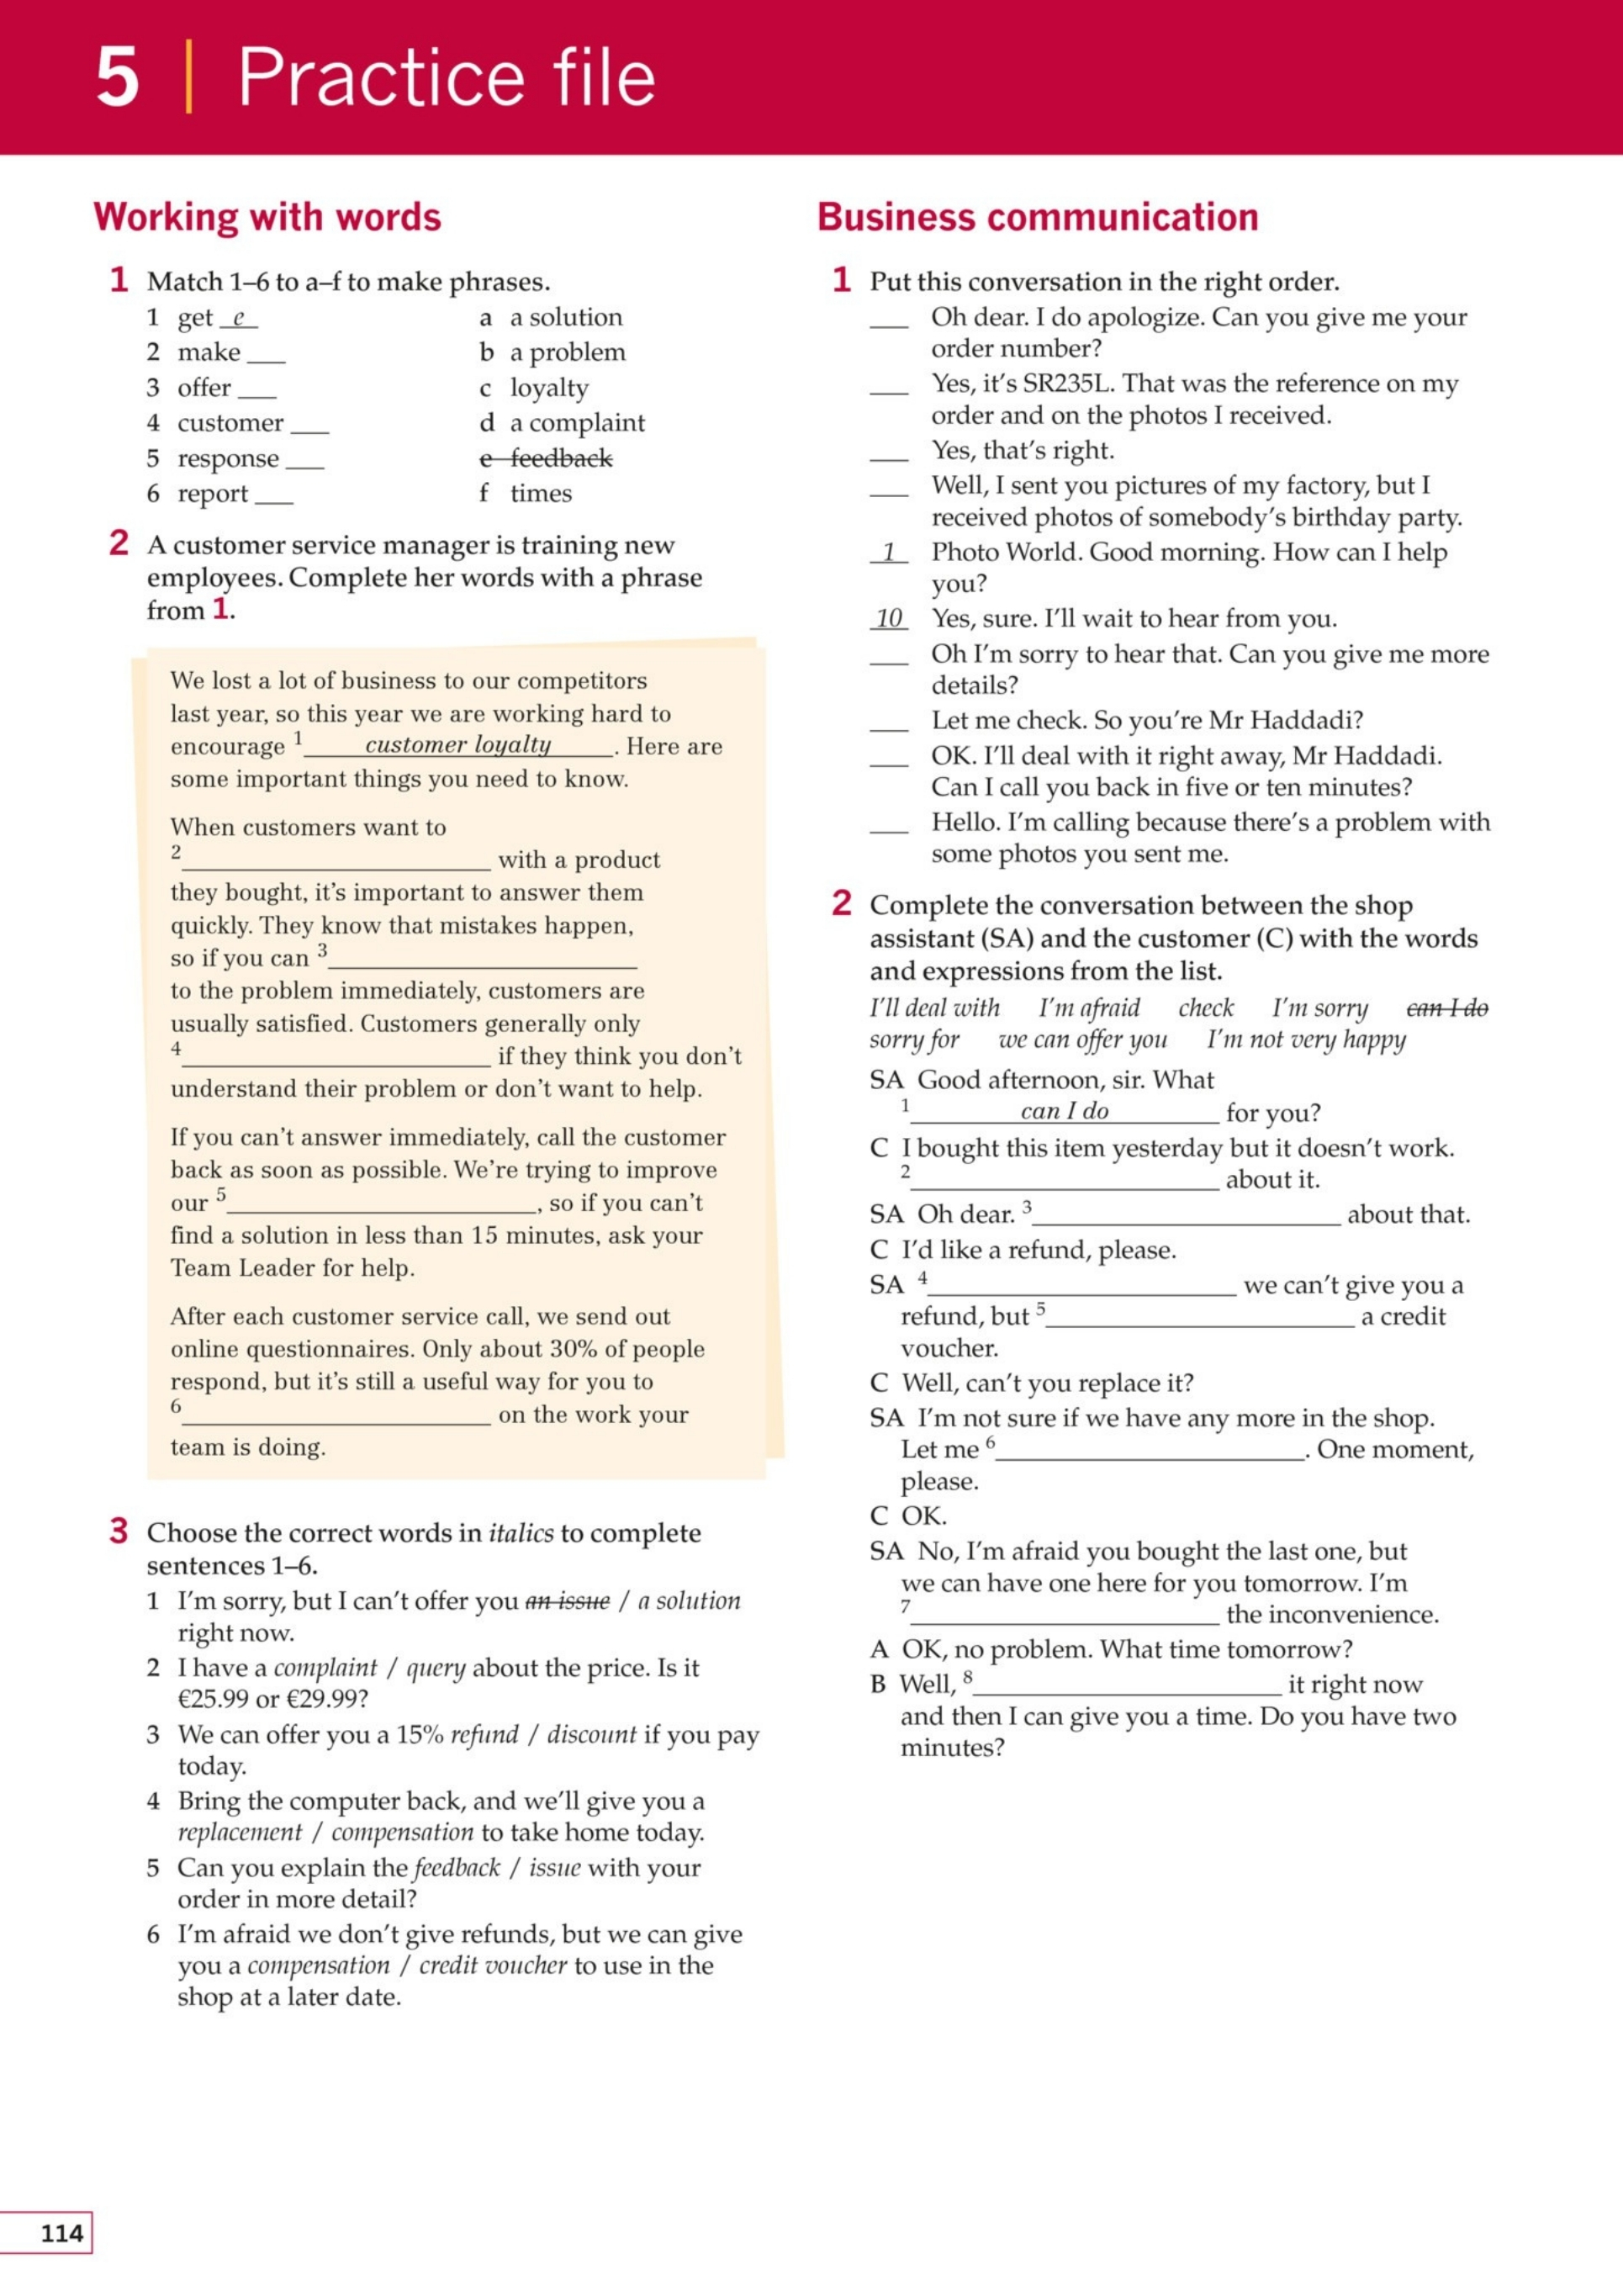 5 | Practice file
Working with words
1 Match 1–6 to a–f to make phrases.
1 get e a a solution
2 make ___ b a problem
3 offer ___ c loyalty
4 customer ___ d a complaint
5 response ___ e feedback
6 report ___ f times
2 A customer service manager is training new
employees. Complete her words with a phrase
from 1.
We lost a lot of business to our competitors
last year, so this year we are working hard to
encourage 1 customer loyalty. Here are
some important things you need to know.
When customers want to
2 ___ with a product
they bought, it's important to answer them
quickly. They know that mistakes happen,
so if you can 3 ___
to the problem immediately, customers are
usually satisfied. Customers generally only
4 ___ if they think you don't
understand their problem or don't want to help.
If you can't answer immediately, call the customer
back as soon as possible. We're trying to improve
our 5 ___, so if you can't
find a solution in less than 15 minutes, ask your
Team Leader for help.
After each customer service call, we send out
online questionnaires. Only about 30% of people
respond, but it's still a useful way for you to
6 ___ on the work your
team is doing.
3 Choose the correct words in italics to complete
sentences 1–6.
1 I'm sorry, but I can't offer you an issue / a solution
right now.
2 I have a complaint / query about the price. Is it
€25.99 or €29.99?
3 We can offer you a 15% refund / discount if you pay
today.
4 Bring the computer back, and we'll give you a
replacement / compensation to take home today.
5 Can you explain the feedback / issue with your
order in more detail?
6 I'm afraid we don't give refunds, but we can give
you a compensation / credit voucher to use in the
shop at a later date.
Business communication
1 Put this conversation in the right order.
___ Oh dear. I do apologize. Can you give me your
order number?
___ Yes, it's SR235L. That was the reference on my
order and on the photos I received.
___ Yes, that's right.
___ Well, I sent you pictures of my factory, but I
received photos of somebody's birthday party.
1 Photo World. Good morning. How can I help
you?
10 Yes, sure. I'll wait to hear from you.
___ Oh I'm sorry to hear that. Can you give me more
details?
___ Let me check. So you're Mr Haddadi?
___ OK. I'll deal with it right away, Mr Haddadi.
Can I call you back in five or ten minutes?
___ Hello. I'm calling because there's a problem with
some photos you sent me.
2 Complete the conversation between the shop
assistant (SA) and the customer (C) with the words
and expressions from the list.
I'll deal with I'm afraid check I'm sorry can I do
sorry for we can offer you I'm not very happy
SA Good afternoon, sir. What
1 can I do for you?
C I bought this item yesterday but it doesn't work.
2 ___ about it.
SA Oh dear. 3 ___ about that.
C I'd like a refund, please.
SA 4 ___ we can't give you a
refund, but 5 ___ a credit
voucher.
C Well, can't you replace it?
SA I'm not sure if we have any more in the shop.
Let me 6 ___. One moment,
please.
C OK.
SA No, I'm afraid you bought the last one, but
we can have one here for you tomorrow. I'm
7 ___ the inconvenience.
A OK, no problem. What time tomorrow?
B Well, 8 ___ it right now
and then I can give you a time. Do you have two
minutes?
114